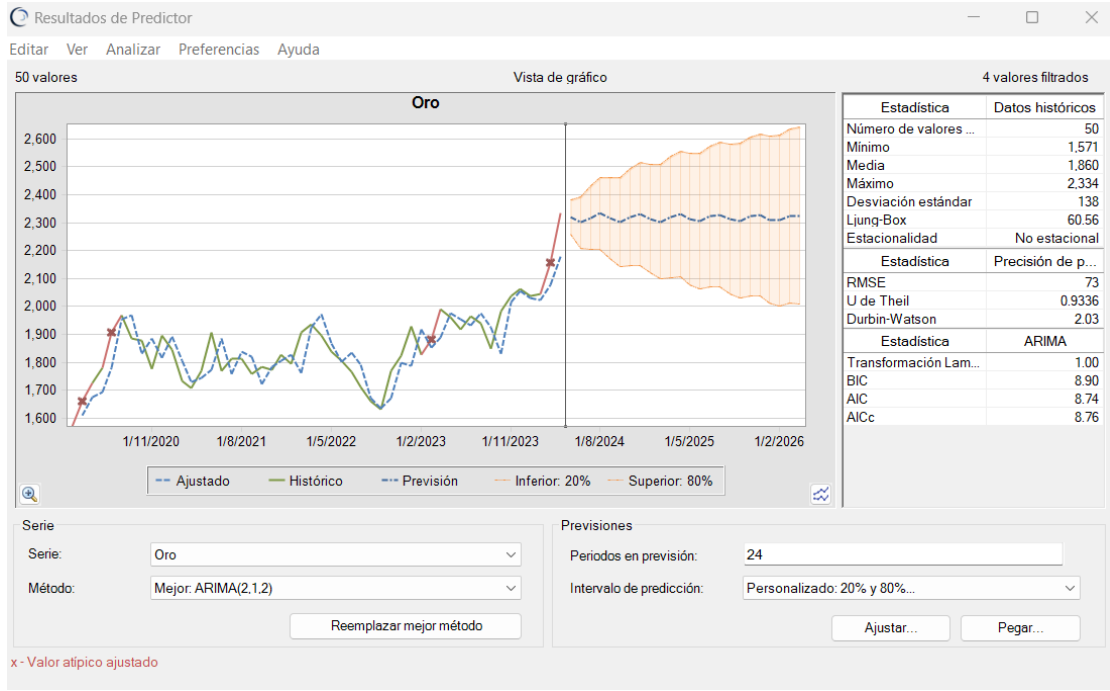 Resultados de Predictor
Editar Ver Analizar Preferencias Ayuda
50 valores Vista de gráfico 4 valores filtrados
Oro
2,600
2,500
2,400
2,300
2,200
2,100
2,000
1,900
1,800
1,700
1,600
1/11/2020 1/8/2021 1/5/2022 1/2/2023 1/11/2023 1/8/2024 1/5/2025 1/2/2026
Ajustado Histórico Previsión Inferior: 20% Superior: 80%
Estadística Datos históricos
Número de valores ... 50
Mínimo 1,571
Media 1,860
Máximo 2,334
Desviación estándar 138
Ljung-Box 60.56
Estacionalidad No estacional
Estadística Precisión de p...
RMSE 73
U de Theil 0.9336
Durbin-Watson 2.03
Estadística ARIMA
Transformación Lam... 1.00
BIC 8.90
AIC 8.74
AICc 8.76
Serie
Serie: Oro
Método: Mejor: ARIMA(2,1,2)
Reemplazar mejor método
Previsiones
Periodos en previsión: 24
Intervalo de predicción: Personalizado: 20% y 80%...
Ajustar... Pegar...
x - Valor atípico ajustado